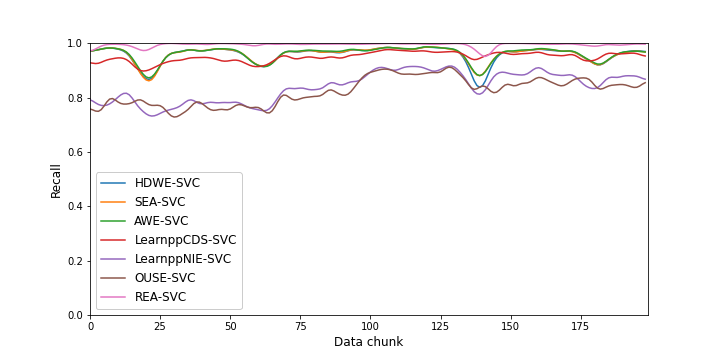 1.0
0.8
0.6
0.4
0.2
0.0
Recall
HDWE-SVC
SEA-SVC
AWE-SVC
LearnppCDS-SVC
LearnppNIE-SVC
OUSE-SVC
REA-SVC
0 25 50 75 100 125 150 175
Data chunk